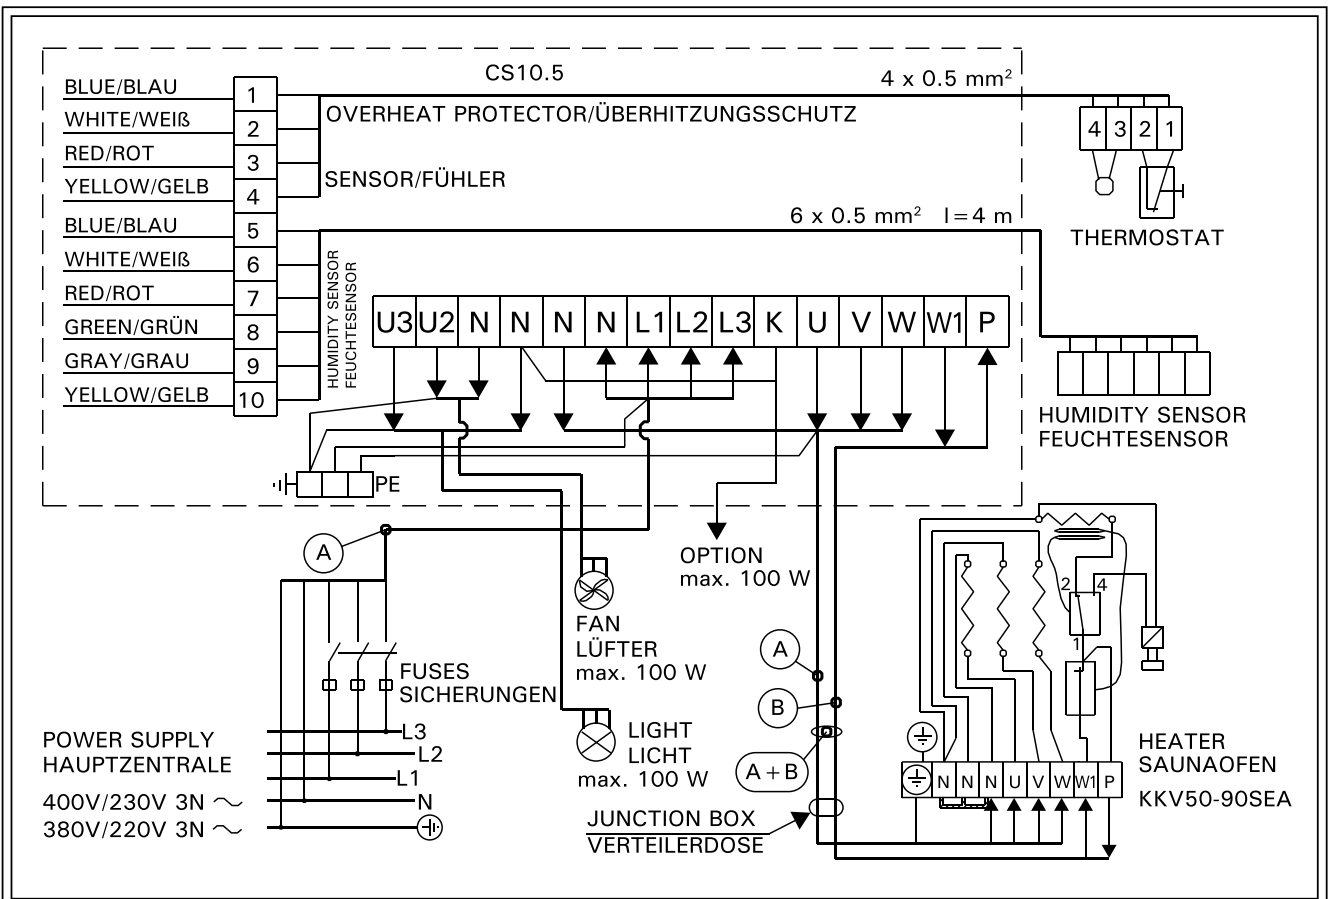 CS10.5
4 x 0.5 mm²
BLUE/BLAU 1
WHITE/WEIß 2
RED/ROT 3
YELLOW/GELB 4
BLUE/BLAU 5
WHITE/WEIß 6
RED/ROT 7
GREEN/GRÜN 8
GRAY/GRAU 9
YELLOW/GELB 10
OVERHEAT PROTECTOR/ÜBERHITZUNGSSCHUTZ
SENSOR/FÜHLER
4 3 2 1
THERMOSTAT
6 x 0.5 mm² l=4 m
HUMIDITY SENSOR
FEUCHTESENSOR
U3 U2 N N N N L1 L2 L3 K U V W W1 P
HUMIDITY SENSOR
FEUCHTESENSOR
PE
A
OPTION
max. 100 W
FAN
LÜFTER
max. 100 W
FUSES
SICHERUNGEN
LIGHT
LICHT
max. 100 W
POWER SUPPLY
HAUPTZENTRALE
400V/230V 3N ~
380V/220V 3N ~
L3
L2
L1
N
A
B
A+B
JUNCTION BOX
VERTEILERDOSE
2 4
1
N N N U V W W1 P
HEATER
SAUNAOFEN
KKV50-90SEA